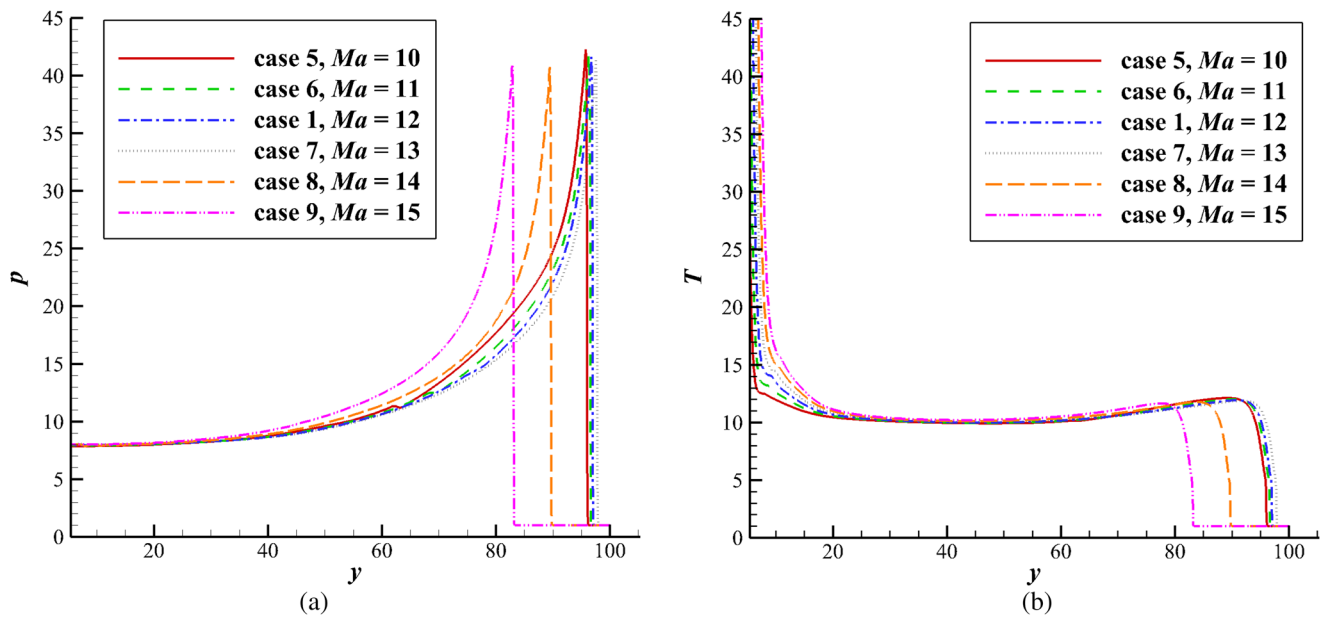 45
40
35
30
25
20
15
10
5
0
p
case 5, Ma = 10
case 6, Ma = 11
case 1, Ma = 12
case 7, Ma = 13
case 8, Ma = 14
case 9, Ma = 15
20 40 60 80 100
y
(a)
45
40
35
30
25
20
15
10
5
0
T
case 5, Ma = 10
case 6, Ma = 11
case 1, Ma = 12
case 7, Ma = 13
case 8, Ma = 14
case 9, Ma = 15
20 40 60 80 100
y
(b)